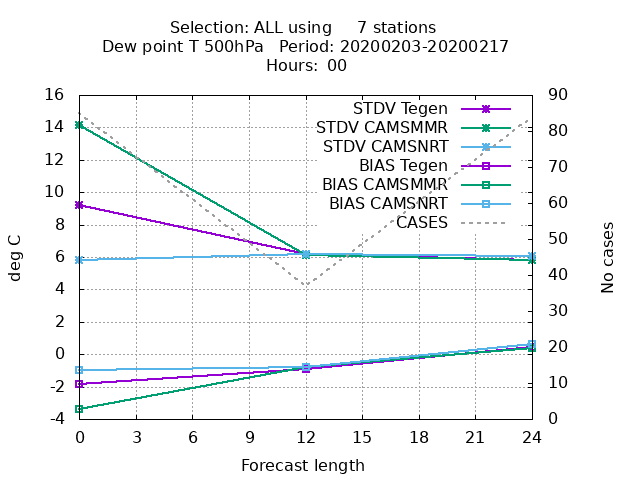 Selection: ALL using     7 stations
Dew point T 500hPa   Period: 20200203-20200217
Hours: 00
deg C
No cases
16
14
12
10
8
6
4
2
0
-2
-4
90
80
70
60
50
40
30
20
10
0
STDV Tegen
STDV CAMSMMR
STDV CAMSNRT
BIAS Tegen
BIAS CAMSMMR
BIAS CAMSNRT
CASES
0 3 6 9 12 15 18 21 24
Forecast length